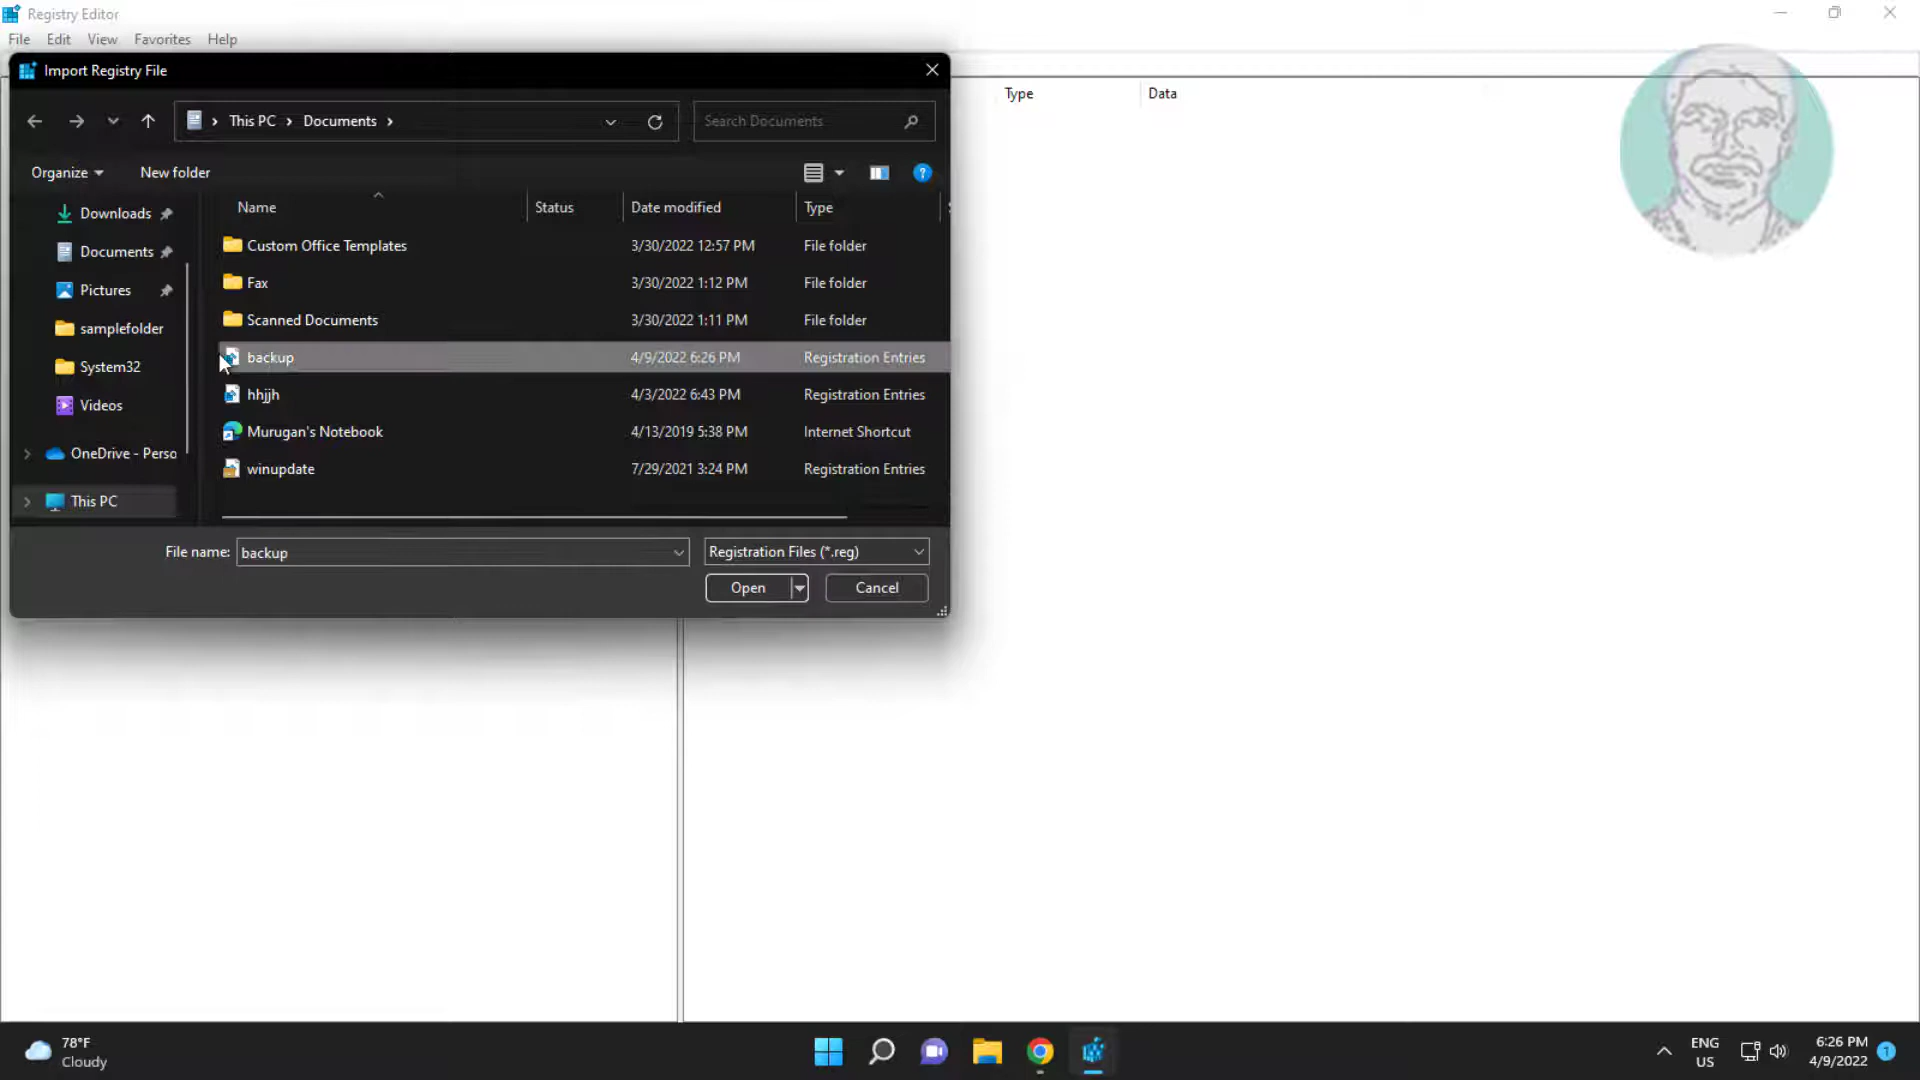 Registry Editor
File Edit View Favorites Help
Import Registry File
This PC Documents
Search Documents
Organize New folder
Name Status Date modified Type
Downloads
Documents
Pictures
samplefolder
System32
Videos
OneDrive - Perso
This PC
Custom Office Templates 3/30/2022 12:57 PM File folder
Fax 3/30/2022 1:12 PM File folder
Scanned Documents 3/30/2022 1:11 PM File folder
backup 4/9/2022 6:26 PM Registration Entries
hhjjh 4/3/2022 6:43 PM Registration Entries
Murugan's Notebook 4/13/2019 5:38 PM Internet Shortcut
winupdate 7/29/2021 3:24 PM Registration Entries
File name: backup Registration Files (*.reg)
Open Cancel
Type Data
78°F
Cloudy
ENG
US
6:26 PM
4/9/2022
1